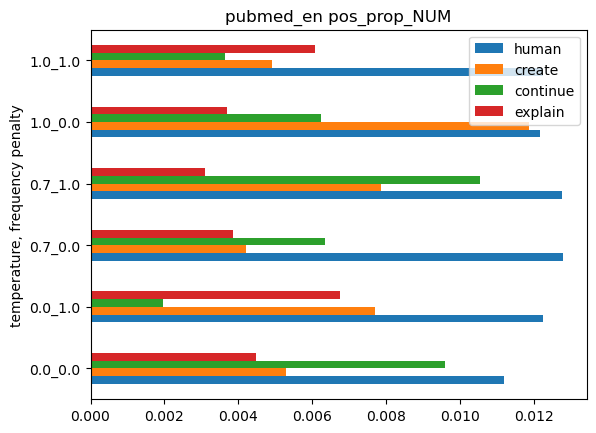 pubmed_en pos_prop_NUM
human
create
continue
explain
temperature, frequency penalty
1.0_1.0
1.0_0.0
0.7_1.0
0.7_0.0
0.0_1.0
0.0_0.0
0.000 0.002 0.004 0.006 0.008 0.010 0.012